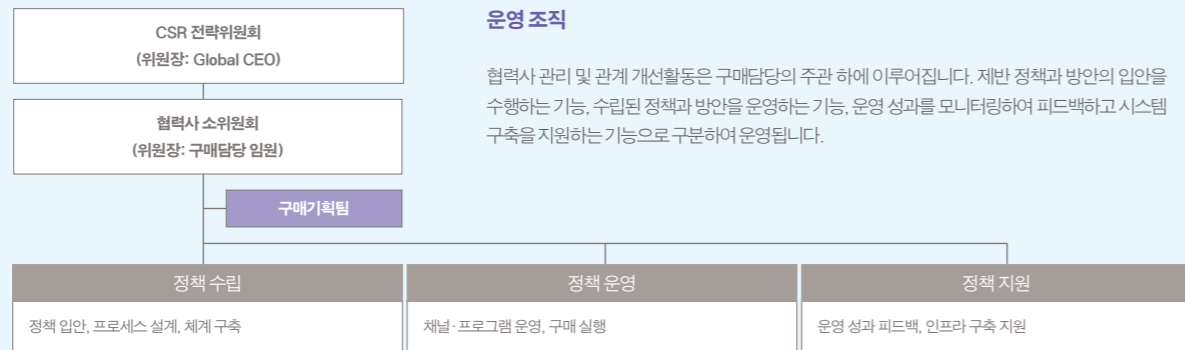 CSR 전략위원회
(위원장: Global CEO)
협력사 소위원회
(위원장: 구매담당 임원)
구매기획팀
운영 조직
협력사 관리 및 관계 개선활동은 구매담당의 주관 하에 이루어집니다. 제반 정책과 방안의 입안을
수행하는 기능, 수립된 정책과 방안을 운영하는 기능, 운영 성과를 모니터링하여 피드백하고 시스템
구축을 지원하는 기능으로 구분하여 운영됩니다.
정책 수립
정책 입안, 프로세스 설계, 체계 구축
정책 운영
채널·프로그램 운영, 구매 실행
정책 지원
운영 성과 피드백, 인프라 구축 지원